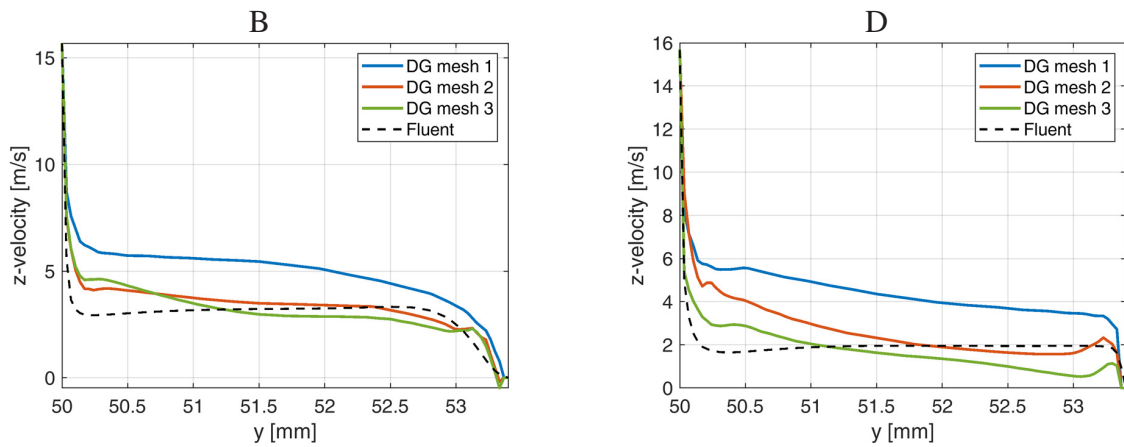 B
15
10
5
0
z-velocity [m/s]
50
50.5
51
51.5
52
52.5
53
y [mm]
DG mesh 1
DG mesh 2
DG mesh 3
Fluent
D
16
14
12
10
8
6
4
2
0
z-velocity [m/s]
50
50.5
51
51.5
52
52.5
53
y [mm]
DG mesh 1
DG mesh 2
DG mesh 3
Fluent